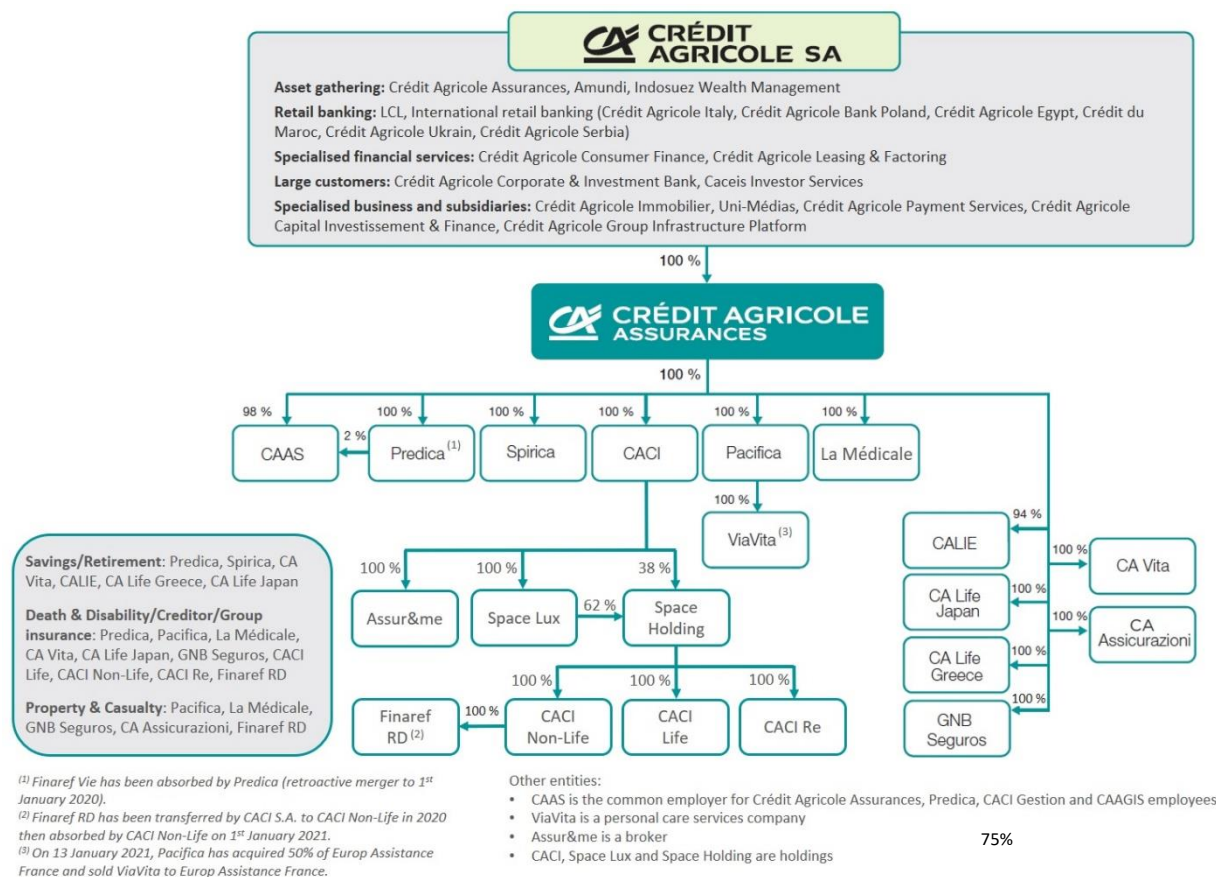 CRÉDIT
AGRICOLE SA
Asset gathering: Crédit Agricole Assurances, Amundi, Indosuez Wealth Management
Retail banking: LCL, International retail banking (Crédit Agricole Italy, Crédit Agricole Bank Poland, Crédit Agricole Egypt, Crédit du
Maroc, Crédit Agricole Ukrain, Crédit Agricole Serbia)
Specialised financial services: Crédit Agricole Consumer Finance, Crédit Agricole Leasing & Factoring
Large customers: Crédit Agricole Corporate & Investment Bank, Caceis Investor Services
Specialised business and subsidiaries: Crédit Agricole Immobilier, Uni-Médias, Crédit Agricole Payment Services, Crédit Agricole
Capital Investissement & Finance, Crédit Agricole Group Infrastructure Platform
100 %
CRÉDIT AGRICOLE
ASSURANCES
100 %
98 %
100 %
100 %
100 %
100 %
100 %
2 %
CAAS
Predica (1)
Spirica
CACI
Pacifica
La Médicale
100 %
ViaVita (3)
94 %
CALIE
100 %
CA Vita
100 %
CA Life
Japan
100 %
CA
Assicurazioni
100 %
CA Life
Greece
100 %
GNB
Seguros
100 %
100 %
38 %
Assur&me
Space Lux
62 %
Space
Holding
100 %
100 %
100 %
Finaref
RD (2)
100 %
CACI
Non-Life
CACI
Life
CACI Re
Savings/Retirement: Predica, Spirica, CA
Vita, CALIE, CA Life Greece, CA Life Japan
Death & Disability/Creditor/Group
insurance: Predica, Pacifica, La Médicale,
CA Vita, CA Life Japan, GNB Seguros, CACI
Life, CACI Non-Life, CACI Re, Finaref RD
Property & Casualty: Pacifica, La Médicale,
GNB Seguros, CA Assicurazioni, Finaref RD
(1) Finaref Vie has been absorbed by Predica (retroactive merger to 1st
January 2020).
(2) Finaref RD has been transferred by CACI S.A. to CACI Non-Life in 2020
then absorbed by CACI Non-Life on 1st January 2021.
(3) On 13 January 2021, Pacifica has acquired 50% of Europ Assistance
France and sold ViaVita to Europ Assistance France.
Other entities:
• CAAS is the common employer for Crédit Agricole Assurances, Predica, CACI Gestion and CAAGIS employees
• ViaVita is a personal care services company
• Assur&me is a broker
• CACI, Space Lux and Space Holding are holdings
75%